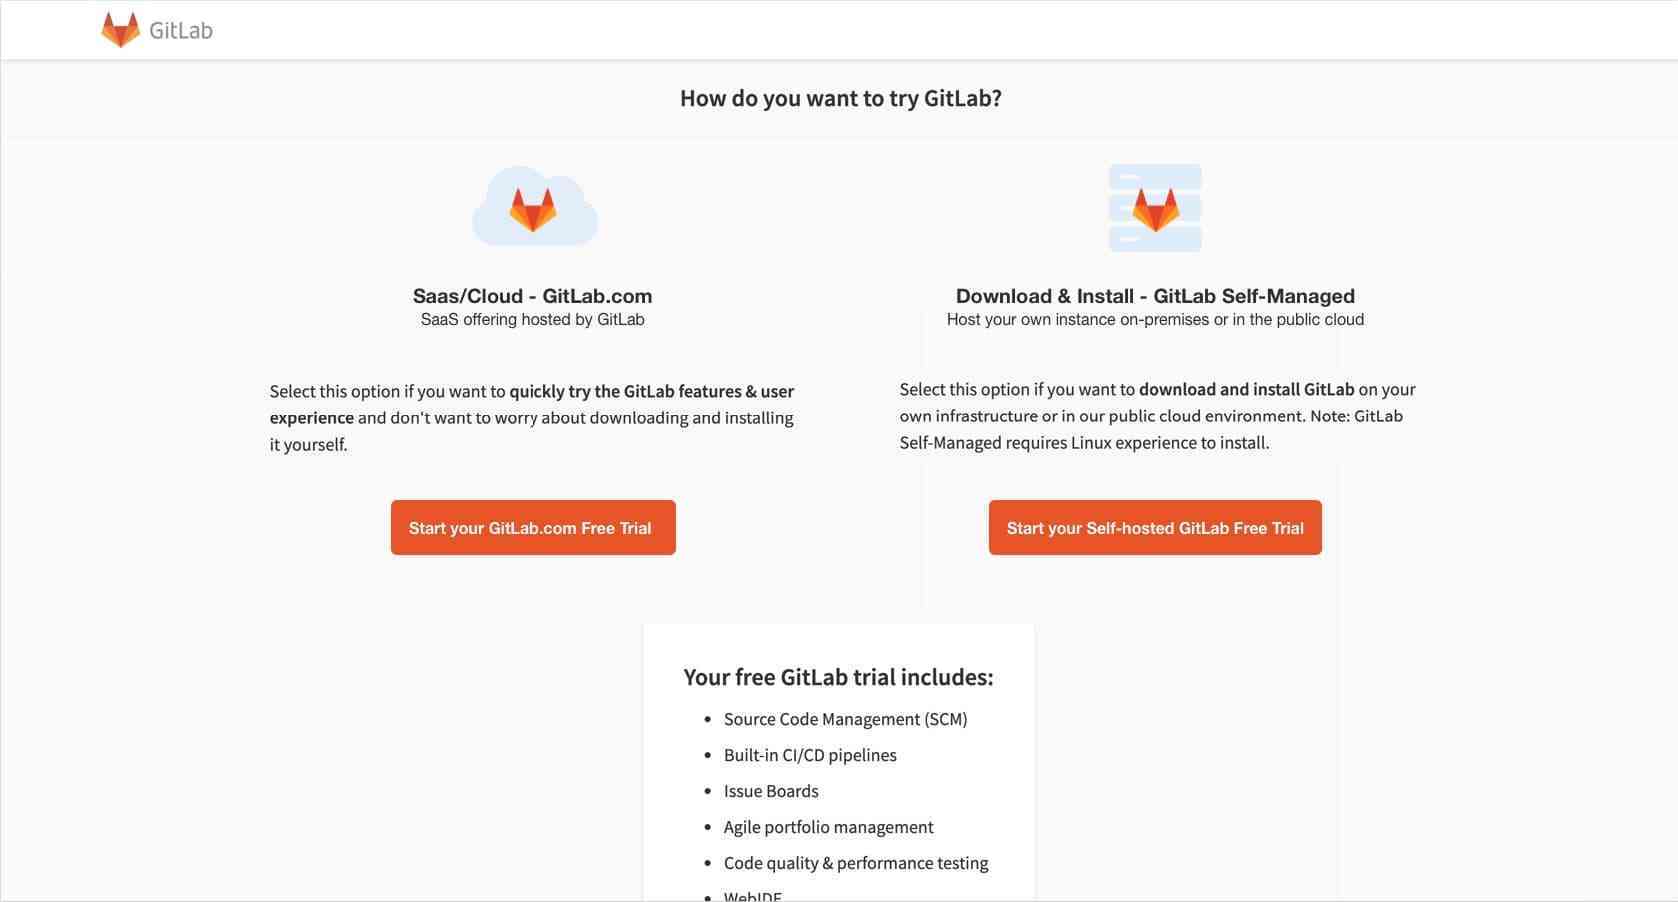 GitLab
How do you want to try GitLab?
Saas/Cloud - GitLab.com
SaaS offering hosted by GitLab
Select this option if you want to quickly try the GitLab features & user
experience and don't want to worry about downloading and installing
it yourself.
Start your GitLab.com Free Trial
Download & Install - GitLab Self-Managed
Host your own instance on-premises or in the public cloud
Select this option if you want to download and install GitLab on your
own infrastructure or in our public cloud environment. Note: GitLab
Self-Managed requires Linux experience to install.
Start your Self-hosted GitLab Free Trial
Your free GitLab trial includes:
• Source Code Management (SCM)
• Built-in CI/CD pipelines
• Issue Boards
• Agile portfolio management
• Code quality & performance testing
• WebIDE